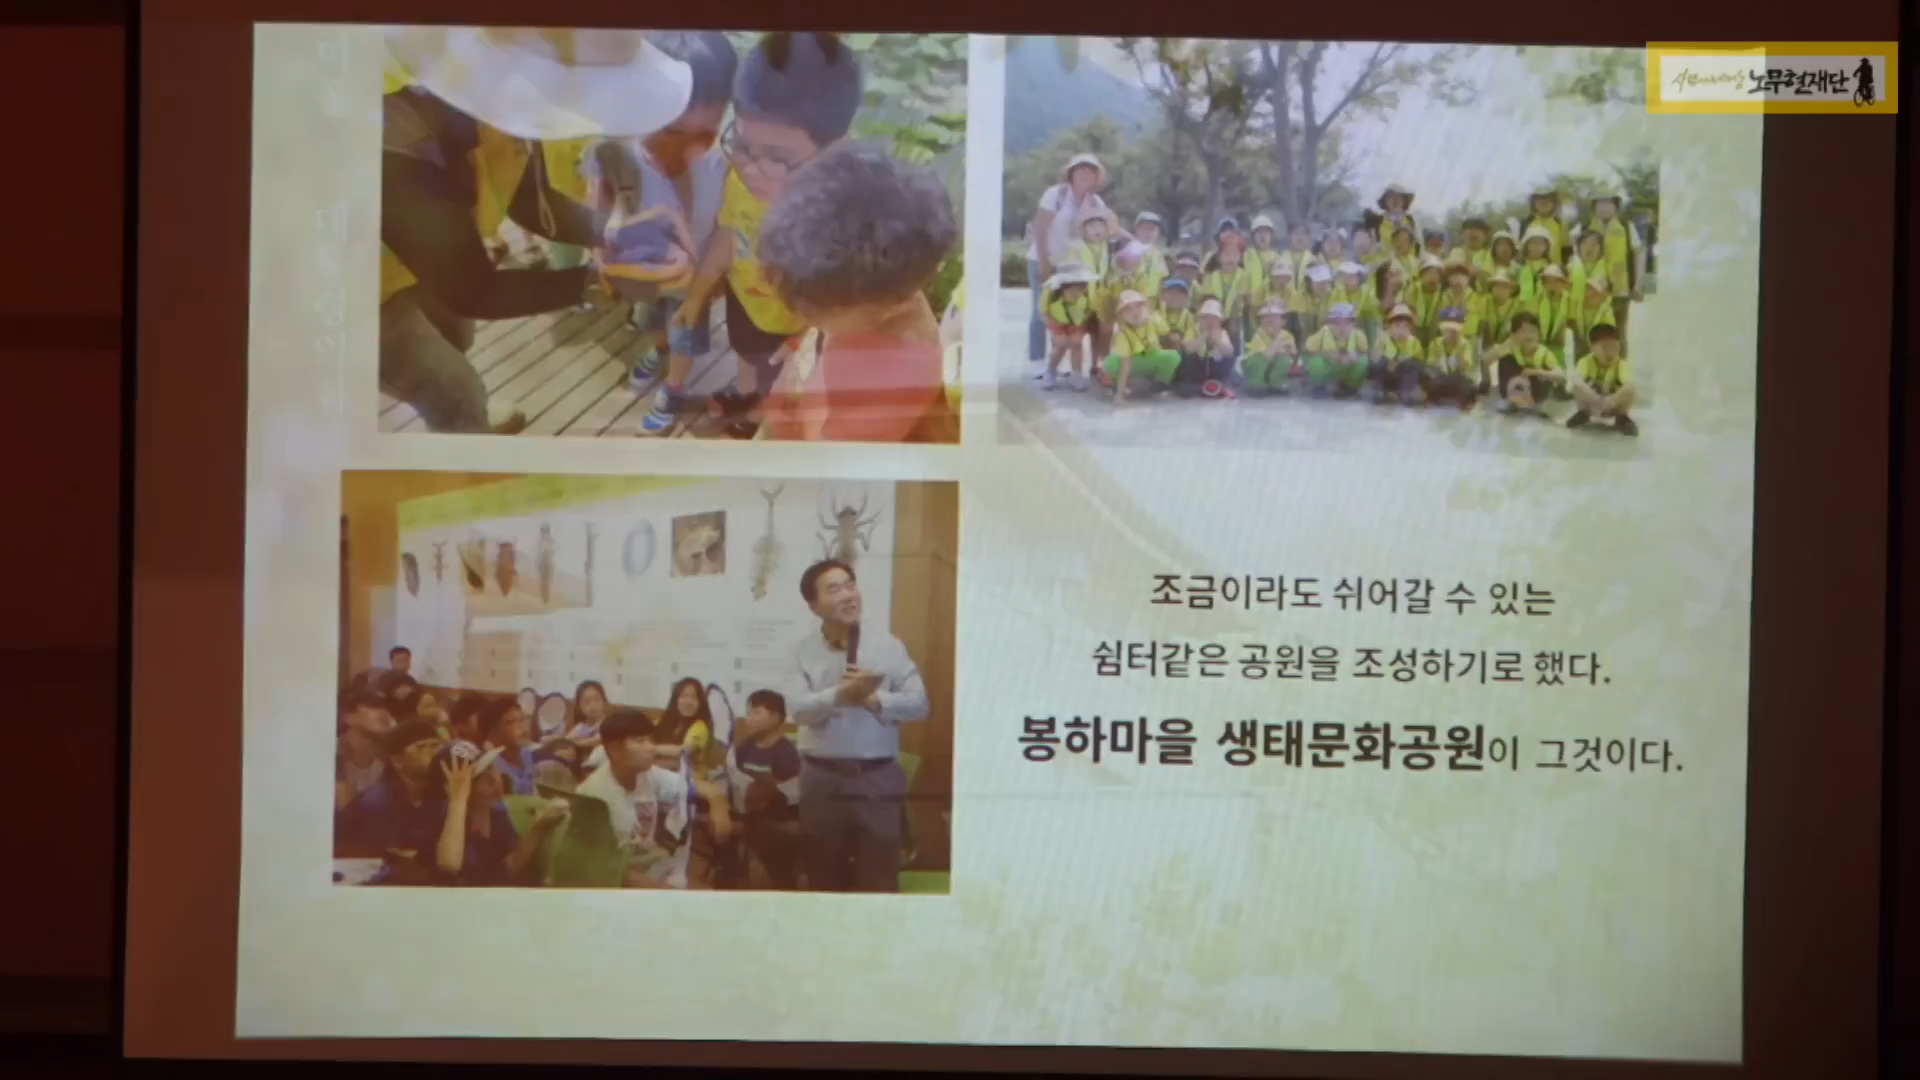 사람사는세상 노무현재단
조금이라도 쉬어갈 수 있는
쉼터같은 공원을 조성하기로 했다.
봉하마을 생태문화공원이 그것이다.